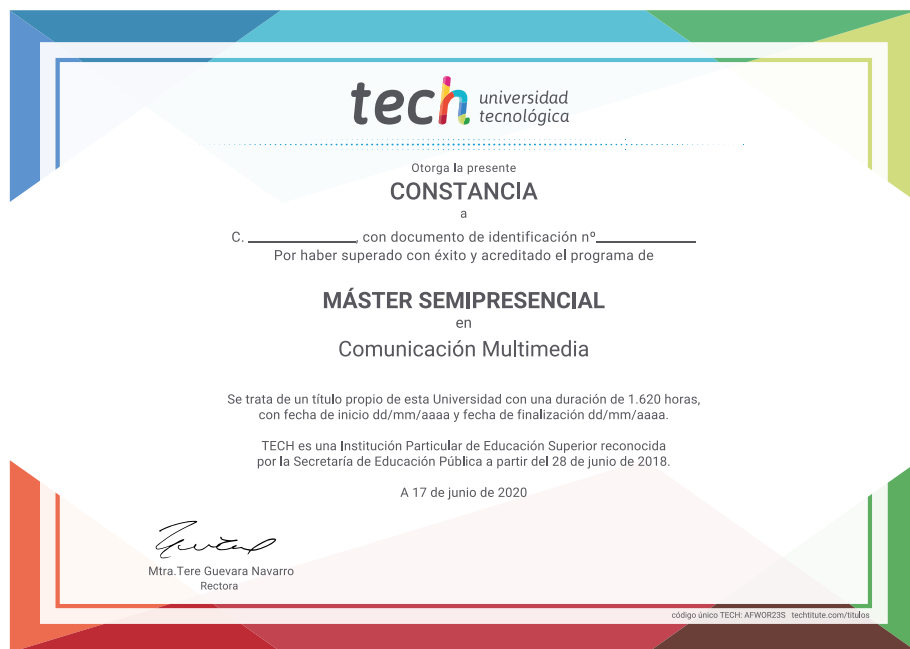 tech universidad
tecnológica
Otorga la presente
CONSTANCIA
a
C. ____________, con documento de identificación nº____________
Por haber superado con éxito y acreditado el programa de
MÁSTER SEMIPRESENCIAL
en
Comunicación Multimedia
Se trata de un título propio de esta Universidad con una duración de 1.620 horas,
con fecha de inicio dd/mm/aaaa y fecha de finalización dd/mm/aaaa.
TECH es una Institución Particular de Educación Superior reconocida
por la Secretaría de Educación Pública a partir del 28 de junio de 2018.
A 17 de junio de 2020
Mtra.Tere Guevara Navarro
Rectora
código único TECH: AFWOR23S techtitute.com/titulos